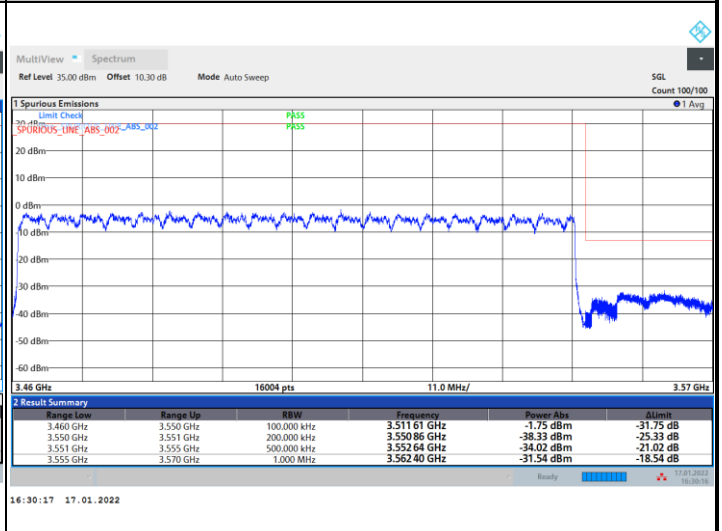 MultiView Spectrum
Ref Level 35.00 dBm Offset 10.30 dB Mode Auto Sweep SGL
Count 100/100
1 Spurious Emissions 1 Avg
Limit Check PASS
_SPURIOUS_LINE_ABS_002 PASS
20 dBm
10 dBm
0 dBm
-10 dBm
-20 dBm
-30 dBm
-40 dBm
-50 dBm
-60 dBm
3.46 GHz 16004 pts 11.0 MHz/ 3.57 GHz
2 Result Summary
Range Low Range Up RBW Frequency Power Abs ΔLimit
3.460 GHz 3.550 GHz 100.000 kHz 3.511 61 GHz -1.75 dBm -31.75 dB
3.550 GHz 3.551 GHz 200.000 kHz 3.550 86 GHz -38.33 dBm -25.33 dB
3.551 GHz 3.555 GHz 500.000 kHz 3.552 64 GHz -34.02 dBm -21.02 dB
3.555 GHz 3.570 GHz 1.000 MHz 3.562 40 GHz -31.54 dBm -18.54 dB
Ready 17.01.2022
16:30:16
16:30:17 17.01.2022